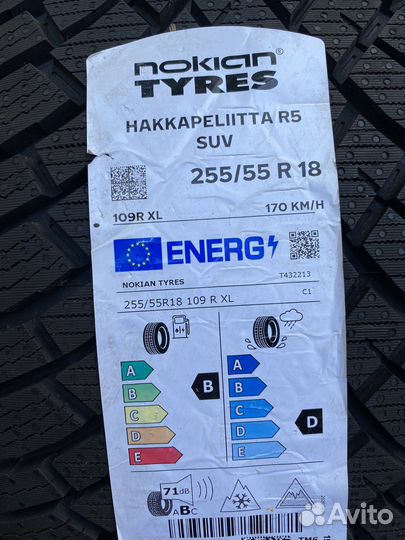 nokian®
TYRES
HAKKAPELIITTA R5
SUV
255/55 R 18
109R XL 170 KM/H
ENERG
NOKIAN TYRES T432213
255/55R18 109 R XL C1
A A
B B B
C C
D D D
E E
71dB
ABC
Avito